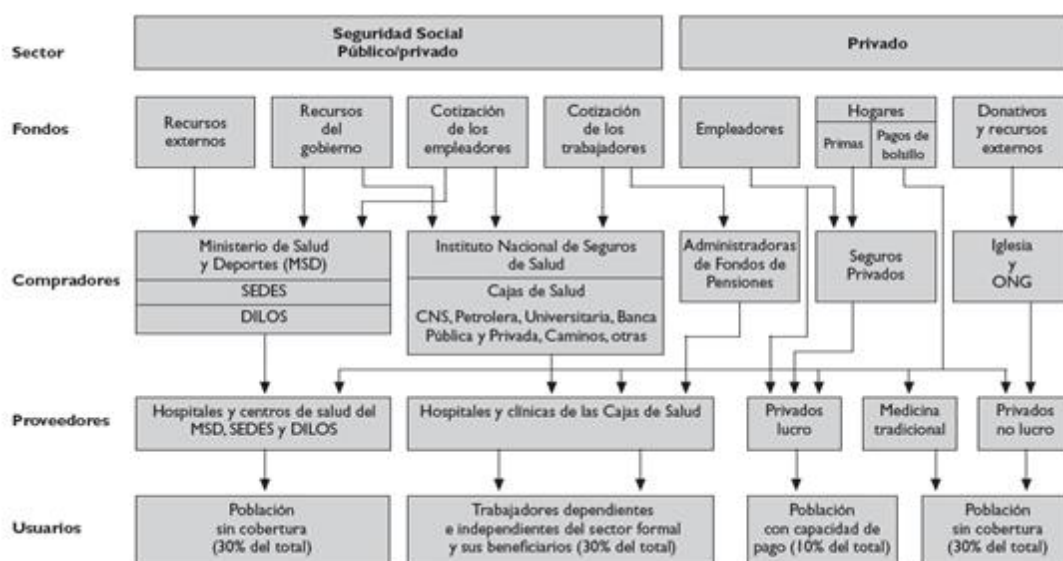 Sector
Seguridad Social
Público/privado
Privado
Fondos
Recursos
externos
Recursos
del
gobierno
Cotización
de los
empleadores
Cotización
de los
trabajadores
Empleadores
Hogares
Primas
Pagos de
bolsillo
Donativos
y recursos
externos
Compradores
Ministerio de Salud
y Deportes (MSD)
SEDES
DILOS
Instituto Nacional de Seguros
de Salud
Cajas de Salud
CNS, Petrolera, Universitaria, Banca
Pública y Privada, Caminos, otras
Administradoras
de Fondos de
Pensiones
Seguros
Privados
Iglesia
y
ONG
Proveedores
Hospitales y centros de salud del
MSD, SEDES y DILOS
Hospitales y clínicas de las Cajas de Salud
Privados
lucro
Medicina
tradicional
Privados
no lucro
Usuarios
Población
sin cobertura
(30% del total)
Trabajadores dependientes
e independientes del sector formal
y sus beneficiarios (30% del total)
Población
con capacidad de
pago (10% del total)
Población
sin cobertura
(30% del total)